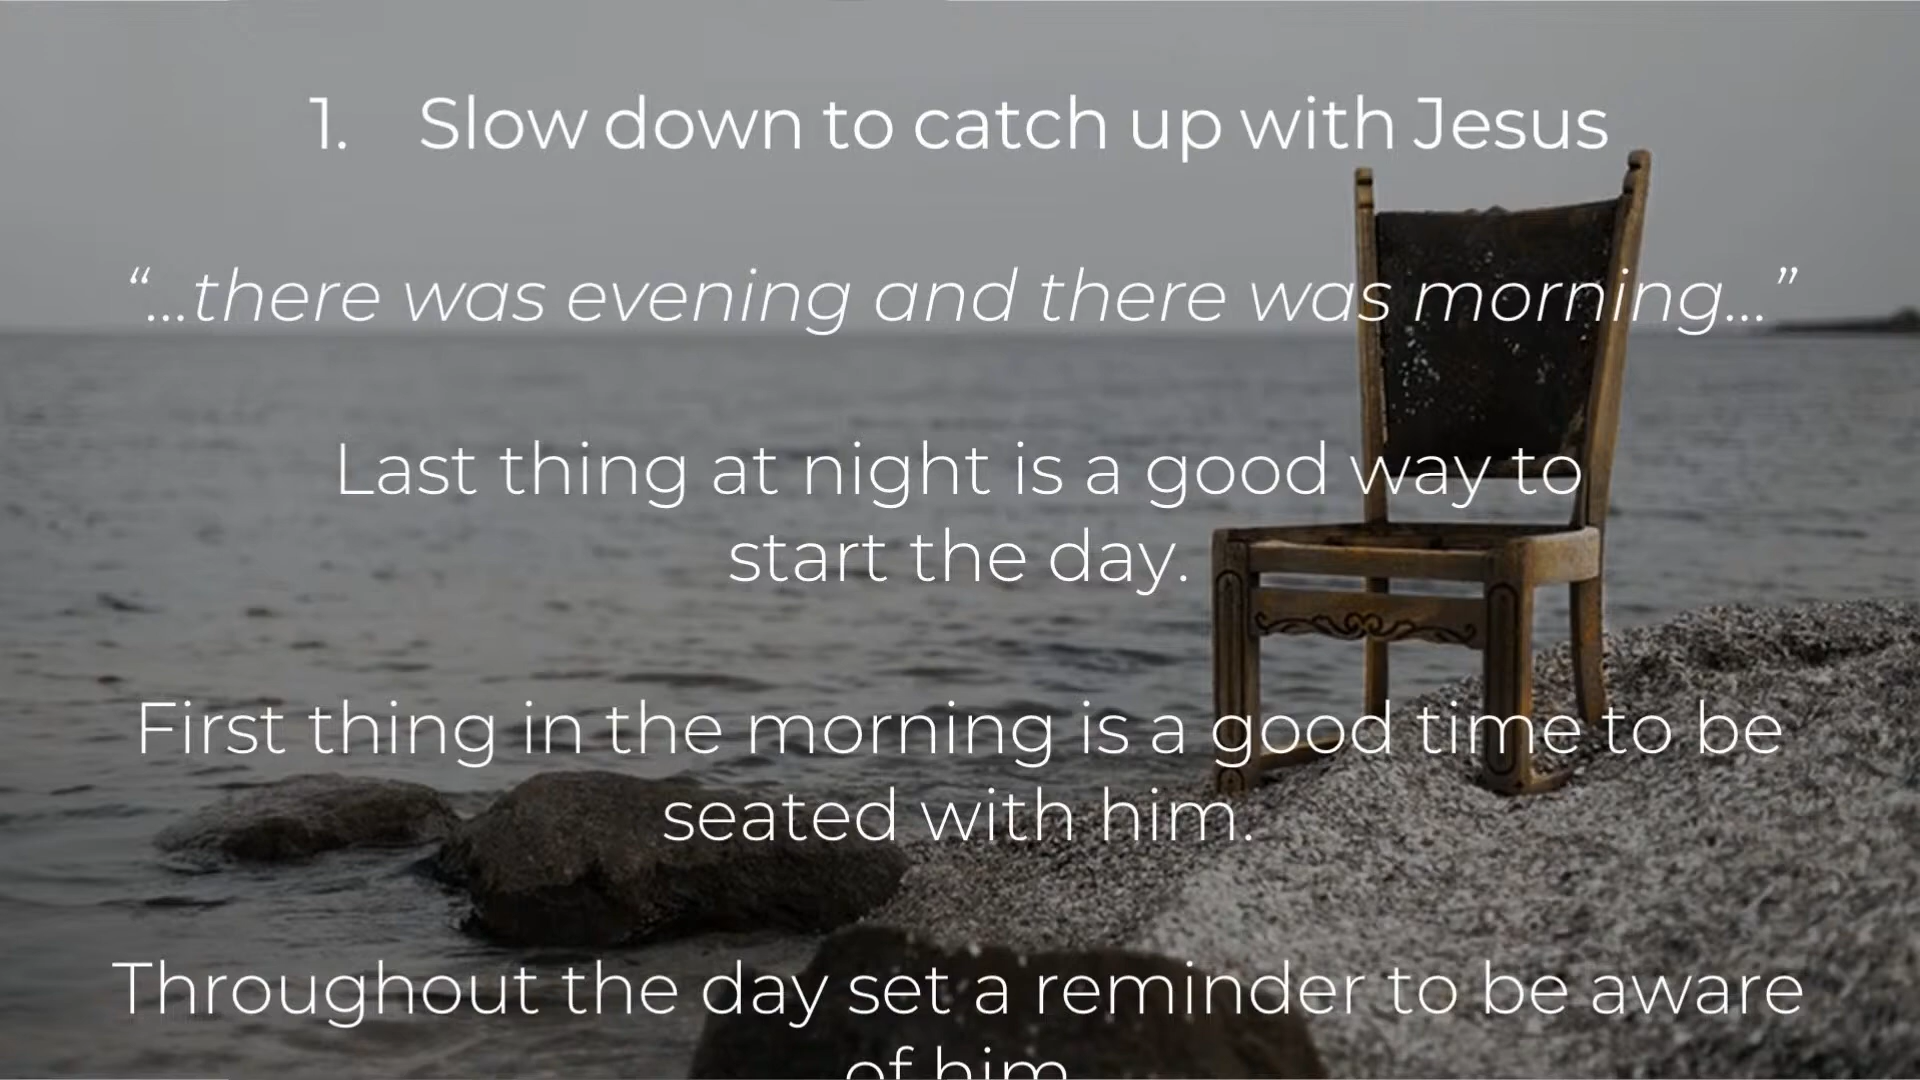 1. Slow down to catch up with Jesus
“...there was evening and there was morning...”
Last thing at night is a good way to
start the day.
First thing in the morning is a good time to be
seated with him.
Throughout the day set a reminder to be aware
of him